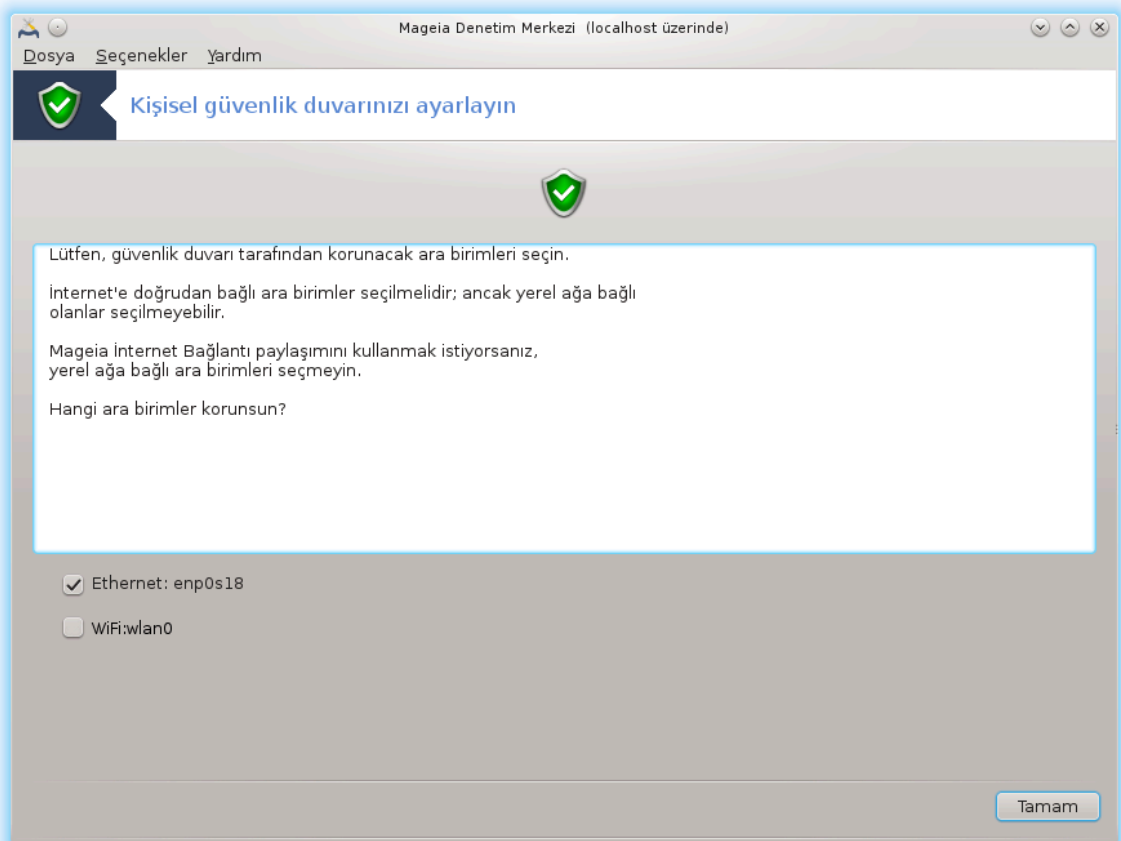 Mageia Denetim Merkezi (localhost üzerinde)
Dosya Seçenekler Yardım
Kişisel güvenlik duvarınızı ayarlayın
Lütfen, güvenlik duvarı tarafından korunacak ara birimleri seçin.
İnternet'e doğrudan bağlı ara birimler seçilmelidir; ancak yerel ağa bağlı
olanlar seçilmeyebilir.
Mageia İnternet Bağlantı paylaşımını kullanmak istiyorsanız,
yerel ağa bağlı ara birimleri seçmeyin.
Hangi ara birimler korunsun?
Ethernet: enp0s18
WiFi:wlan0
Tamam